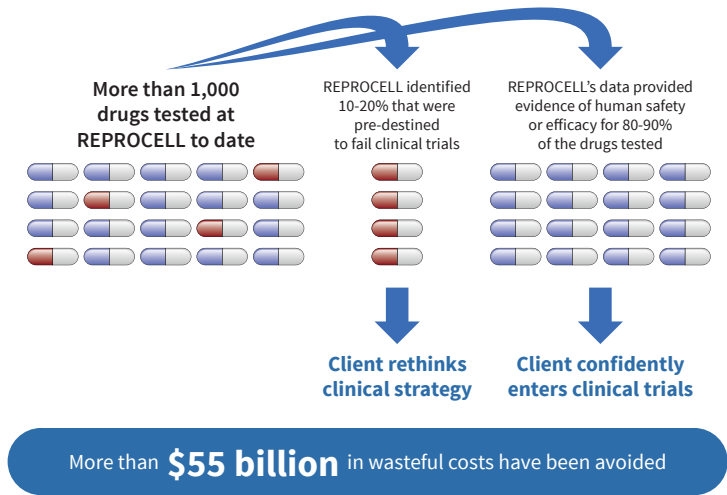 More than 1,000
drugs tested at
REPROCELL to date
REPROCELL identified
10-20% that were
pre-destined
to fail clinical trials
REPROCELL’s data provided
evidence of human safety
or efficacy for 80-90%
of the drugs tested
Client rethinks
clinical strategy
Client confidently
enters clinical trials
More than $55 billion in wasteful costs have been avoided